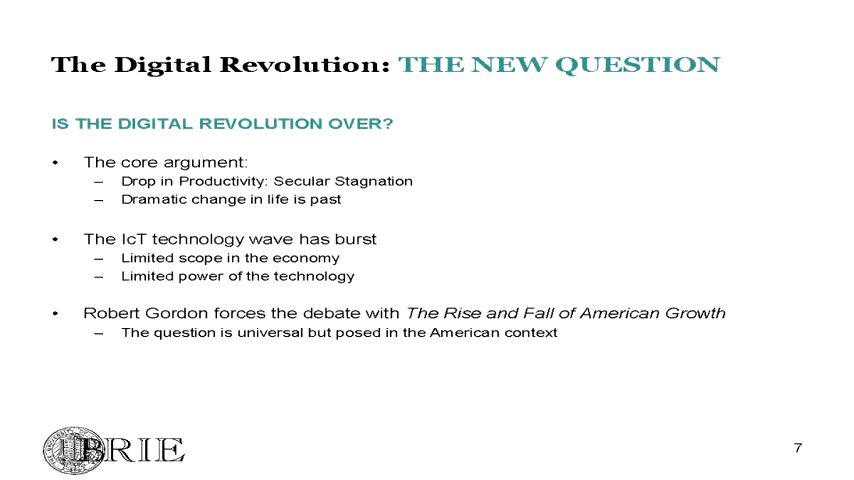 The Digital Revolution: THE NEW QUESTION
IS THE DIGITAL REVOLUTION OVER?
• The core argument:
– Drop in Productivity: Secular Stagnation
– Dramatic change in life is past
• The IcT technology wave has burst
– Limited scope in the economy
– Limited power of the technology
• Robert Gordon forces the debate with The Rise and Fall of American Growth
– The question is universal but posed in the American context
BRIE
7